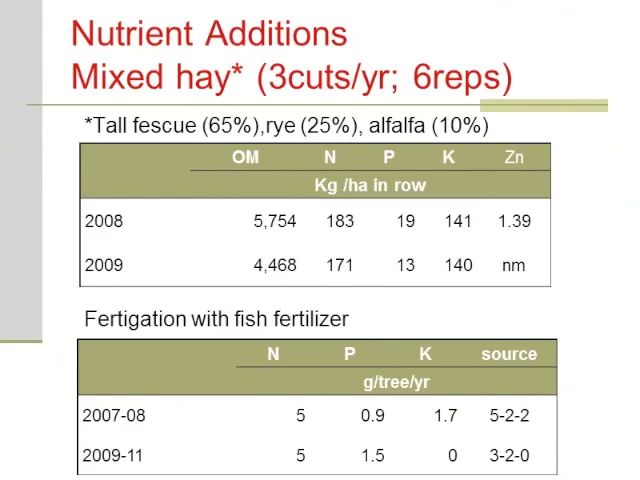 Nutrient Additions
Mixed hay* (3cuts/yr; 6reps)
*Tall fescue (65%),rye (25%), alfalfa (10%)
OM N P K Zn
Kg /ha in row
2008 5,754 183 19 141 1.39
2009 4,468 171 13 140 nm
Fertigation with fish fertilizer
N P K source
g/tree/yr
2007-08 5 0.9 1.7 5-2-2
2009-11 5 1.5 0 3-2-0